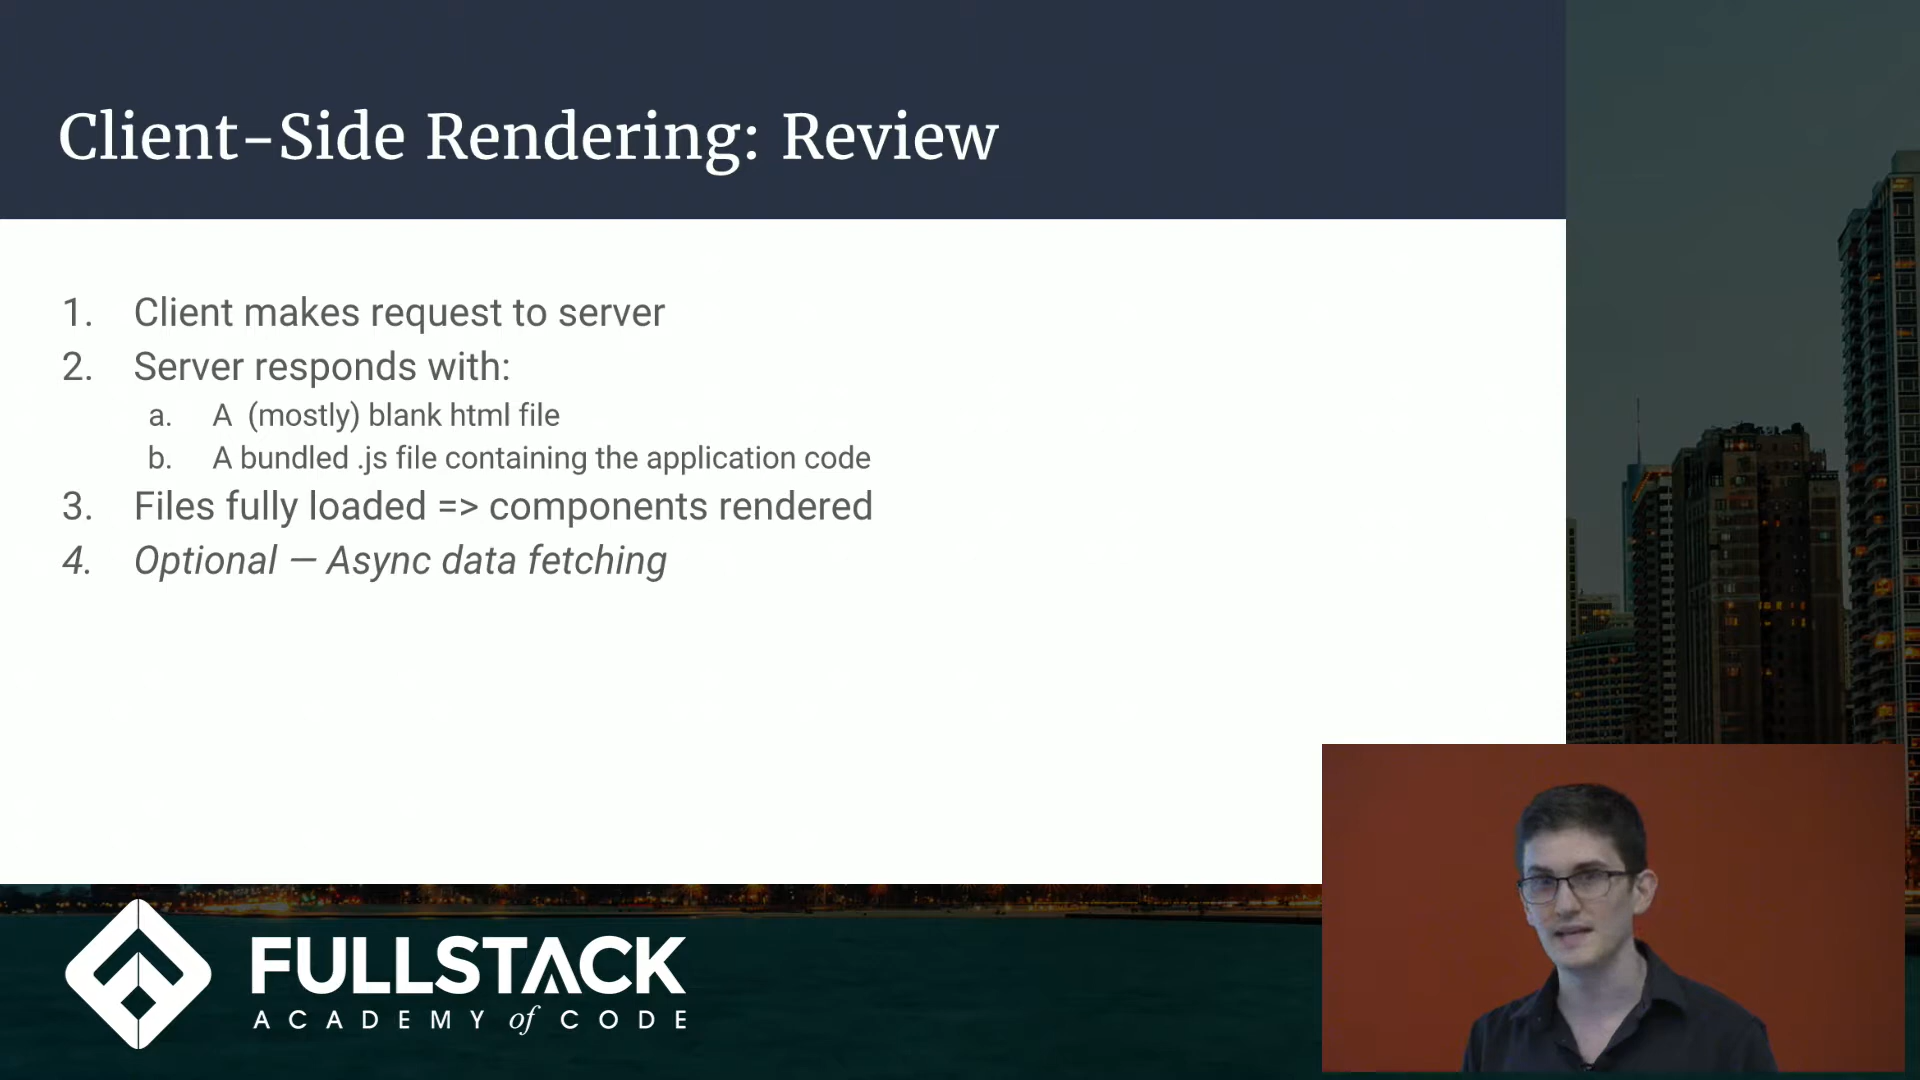 Client-Side Rendering: Review
1. Client makes request to server
2. Server responds with:
a. A (mostly) blank html file
b. A bundled .js file containing the application code
3. Files fully loaded => components rendered
4. Optional — Async data fetching
FULLSTACK
ACADEMY of CODE